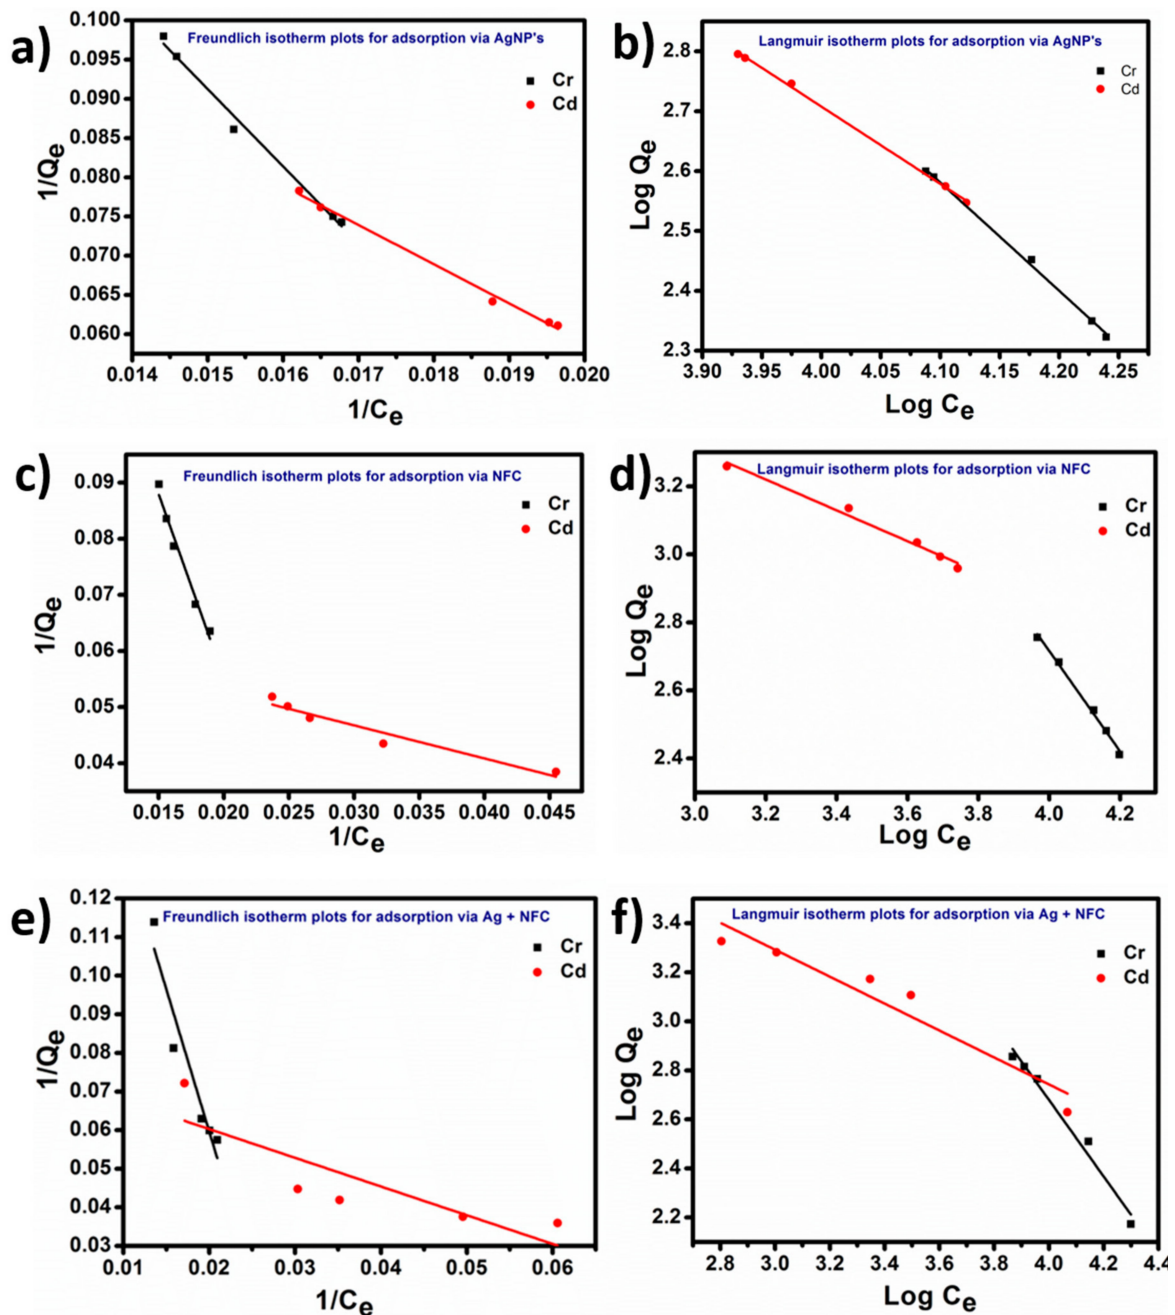 a)
Freundlich isotherm plots for adsorption via AgNP's
Cr
Cd
1/Qe
0.100
0.095
0.090
0.085
0.080
0.075
0.070
0.065
0.060
0.014 0.015 0.016 0.017 0.018 0.019 0.020
1/Ce
b)
Langmuir isotherm plots for adsorption via AgNP's
Cr
Cd
Log Qe
2.8
2.7
2.6
2.5
2.4
2.3
3.90 3.95 4.00 4.05 4.10 4.15 4.20 4.25
Log Ce
c)
Freundlich isotherm plots for adsorption via NFC
Cr
Cd
1/Qe
0.09
0.08
0.07
0.06
0.05
0.04
0.015 0.020 0.025 0.030 0.035 0.040 0.045
1/Ce
d)
Langmuir isotherm plots for adsorption via NFC
Cr
Cd
Log Qe
3.2
3.0
2.8
2.6
2.4
3.0 3.2 3.4 3.6 3.8 4.0 4.2
Log Ce
e)
Freundlich isotherm plots for adsorption via Ag + NFC
Cr
Cd
1/Qe
0.12
0.11
0.10
0.09
0.08
0.07
0.06
0.05
0.04
0.03
0.01 0.02 0.03 0.04 0.05 0.06
1/Ce
f)
Langmuir isotherm plots for adsorption via Ag + NFC
Cr
Cd
Log Qe
3.4
3.2
3.0
2.8
2.6
2.4
2.2
2.8 3.0 3.2 3.4 3.6 3.8 4.0 4.2 4.4
Log Ce